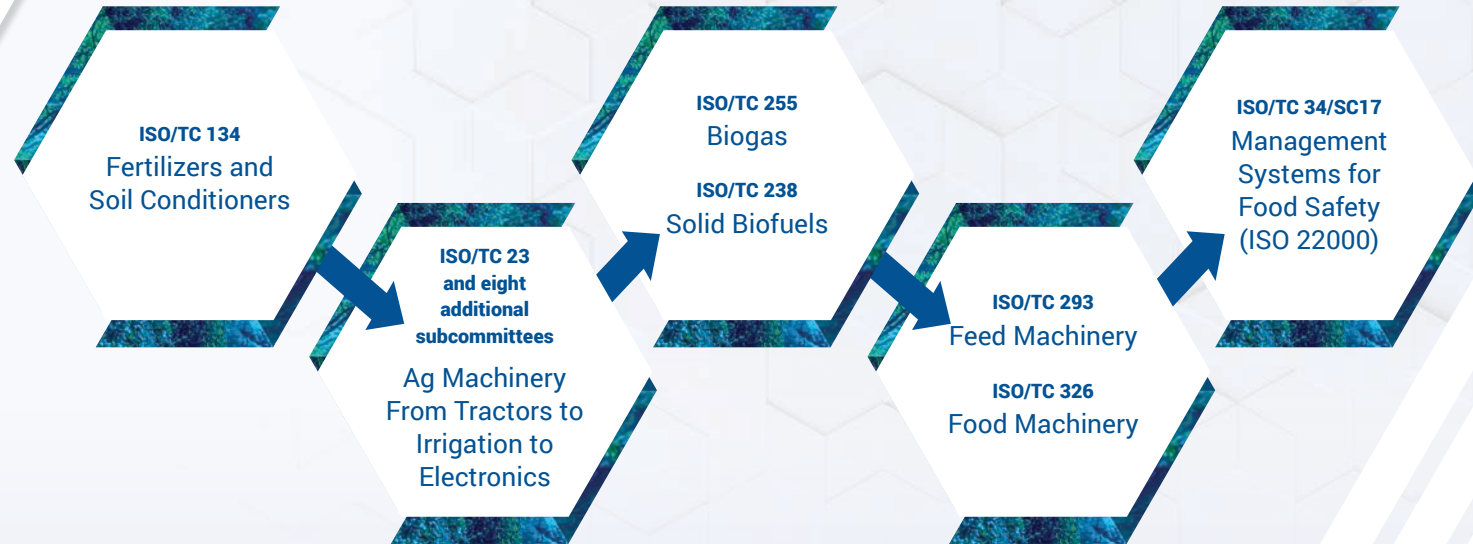 ISO/TC 134
Fertilizers and
Soil Conditioners
ISO/TC 23
and eight
additional
subcommittees
Ag Machinery
From Tractors to
Irrigation to
Electronics
ISO/TC 255
Biogas
ISO/TC 238
Solid Biofuels
ISO/TC 293
Feed Machinery
ISO/TC 326
Food Machinery
ISO/TC 34/SC17
Management
Systems for
Food Safety
(ISO 22000)